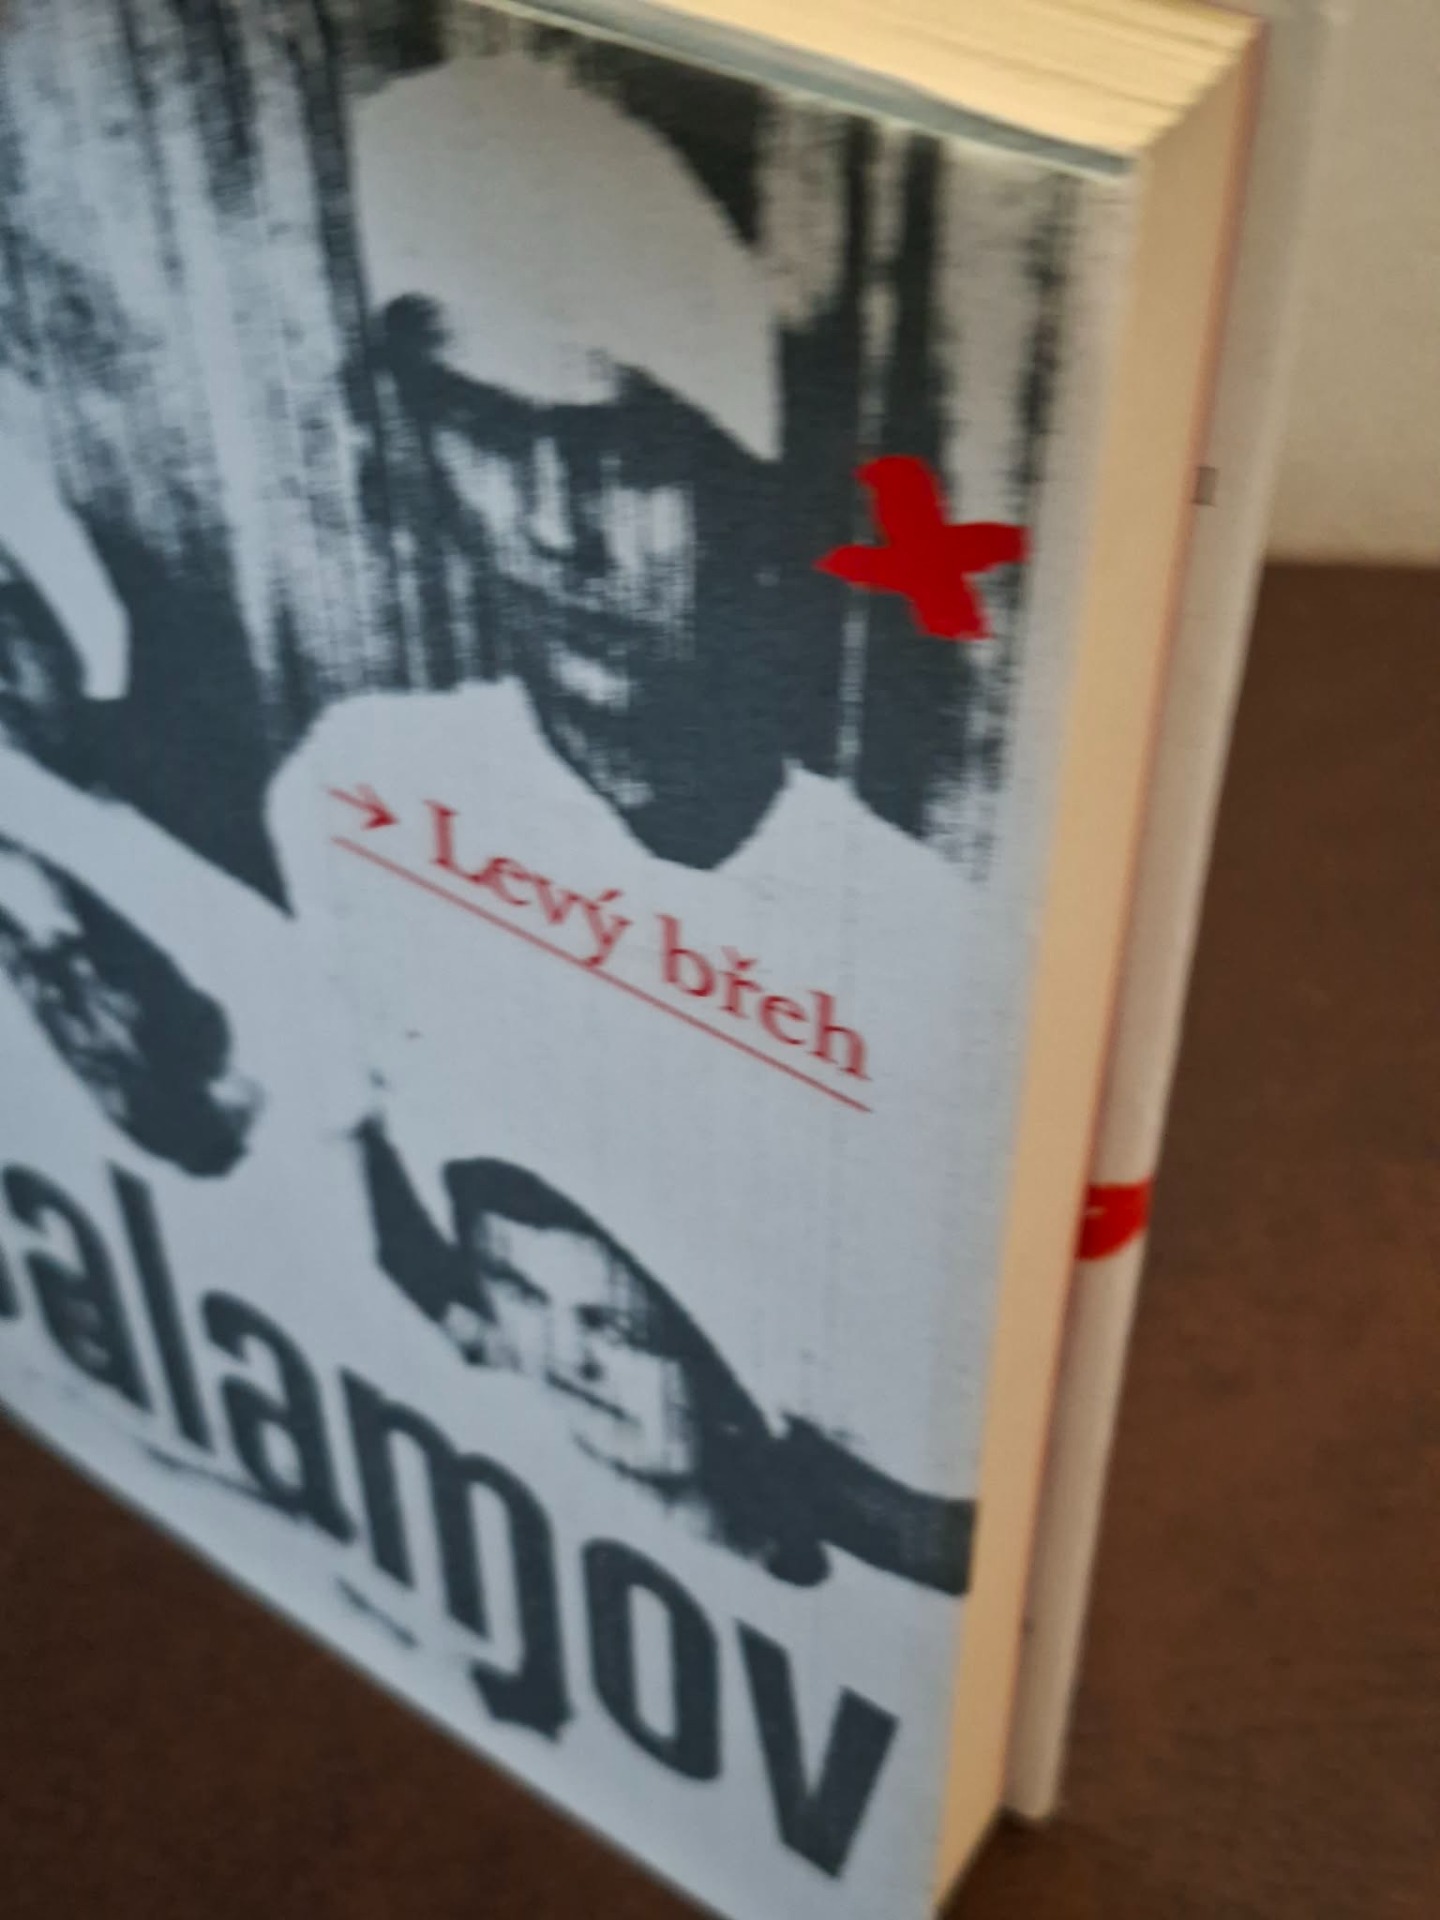 → Levý břeh
alamov